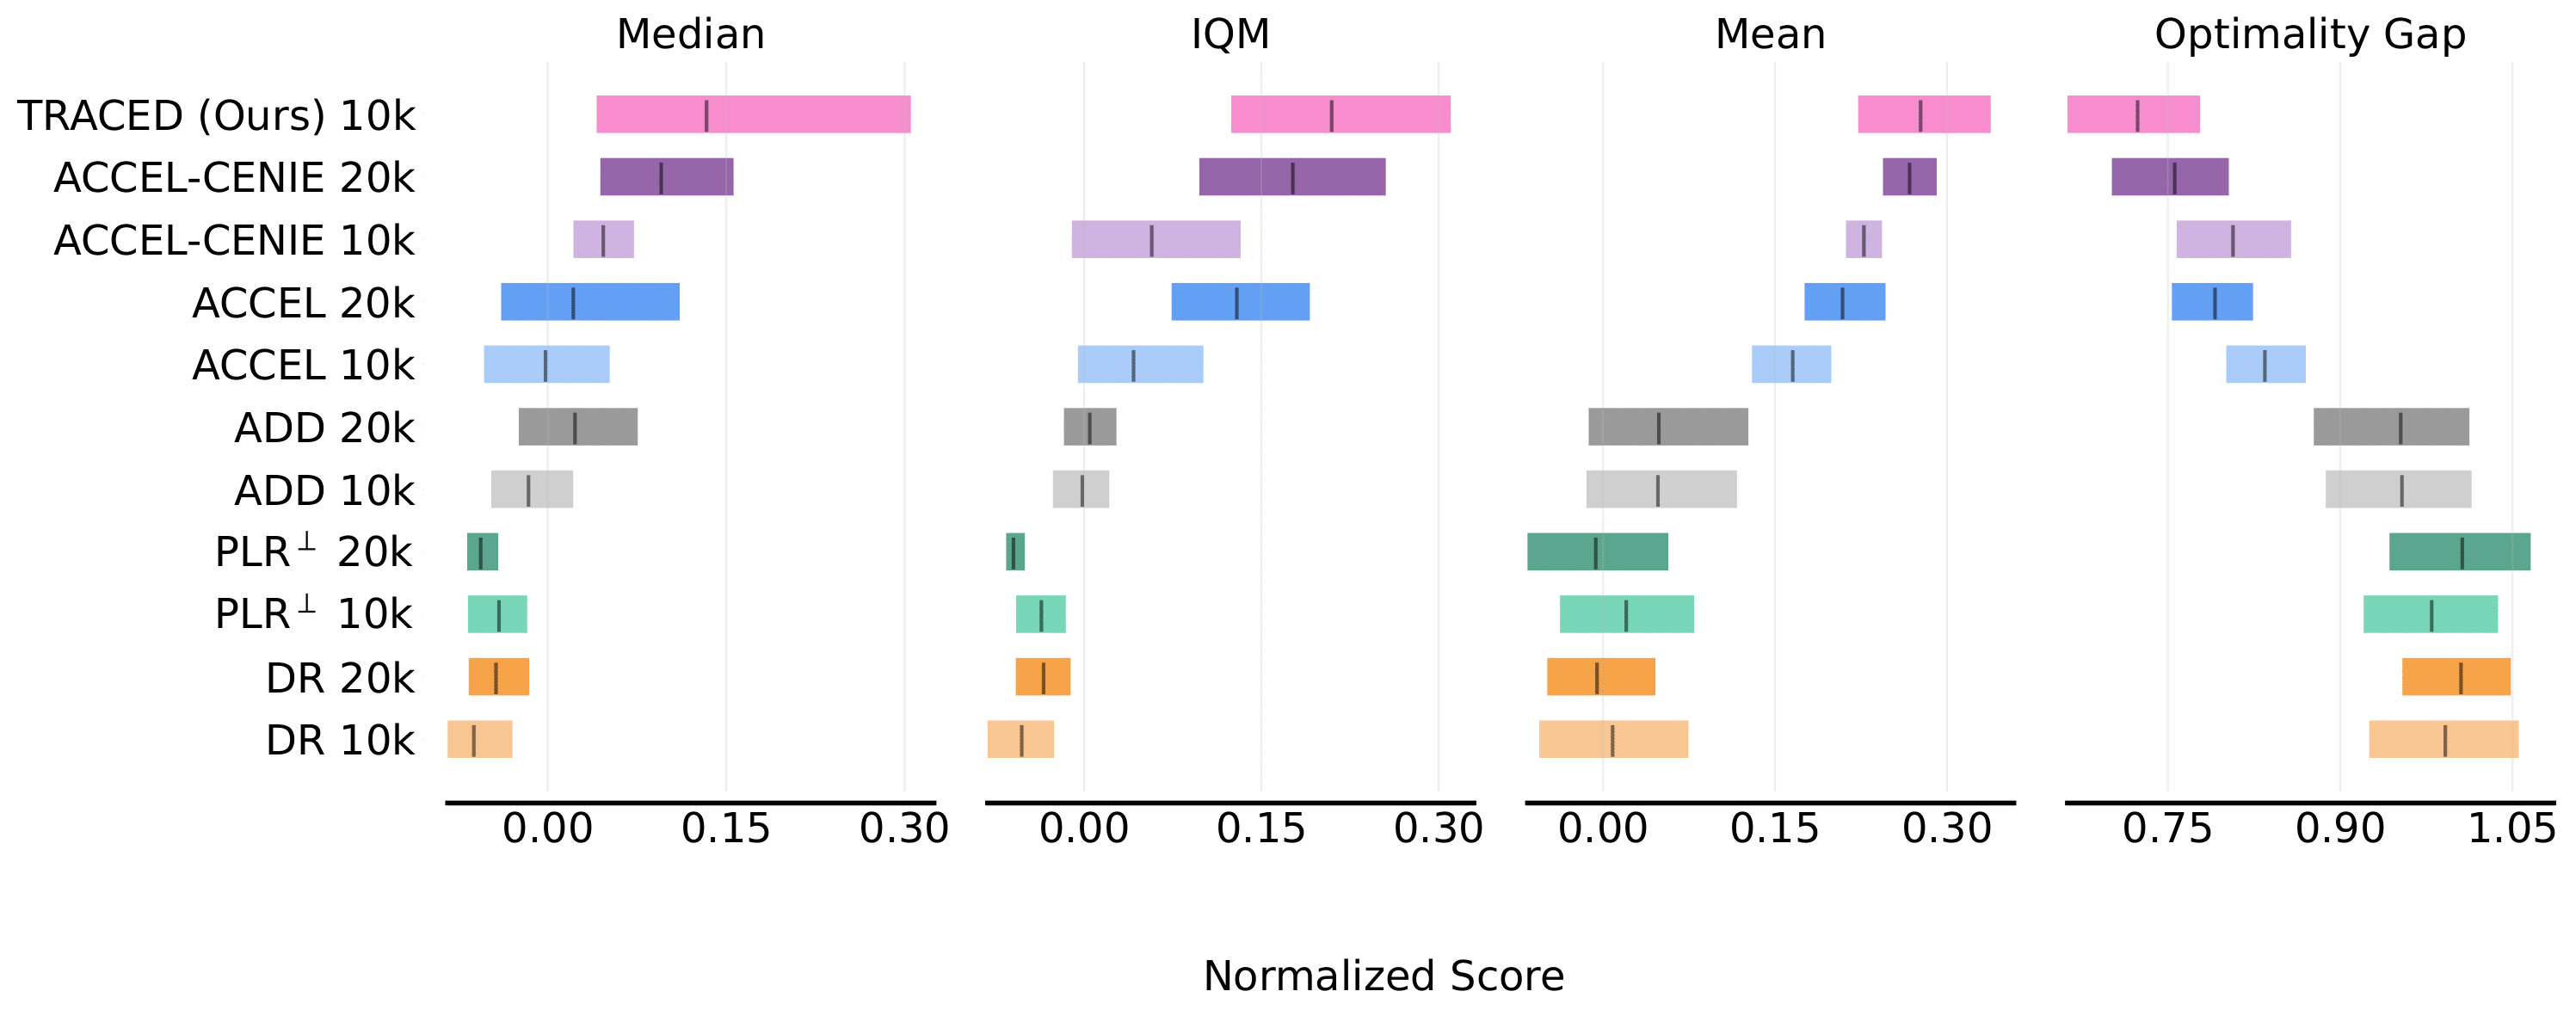 Median IQM Mean Optimality Gap
TRACED (Ours) 10k
ACCEL-CENIE 20k
ACCEL-CENIE 10k
ACCEL 20k
ACCEL 10k
ADD 20k
ADD 10k
PLR⊥ 20k
PLR⊥ 10k
DR 20k
DR 10k
0.00 0.15 0.30 0.00 0.15 0.30 0.00 0.15 0.30 0.75 0.90 1.05
Normalized Score